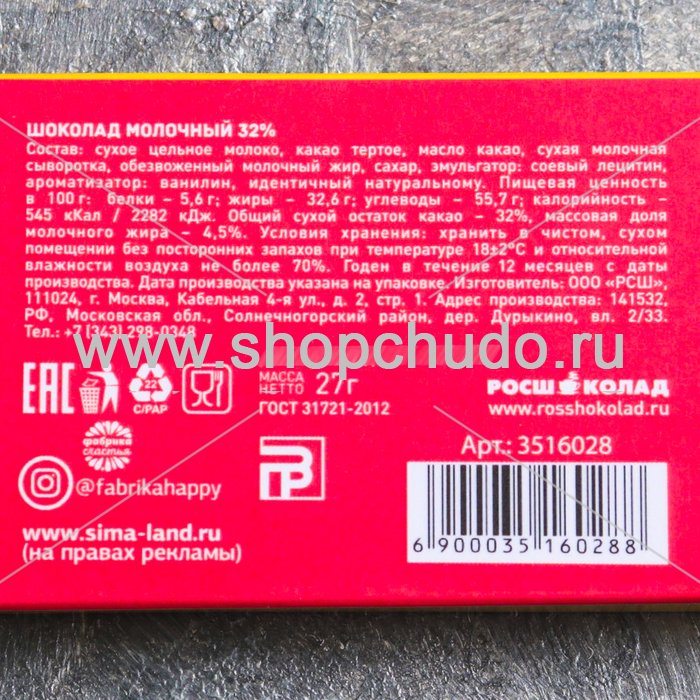 ШОКОЛАД МОЛОЧНЫЙ 32%
Состав: сухое цельное молоко, какао тертое, масло какао, сухая молочная
сыворотка, обезвоженный молочный жир, сахар, эмульгатор: соевый лецитин,
ароматизатор: ванилин, идентичный натуральному. Пищевая ценность
в 100 г: белки – 5,6 г; жиры – 32,6 г; углеводы – 55,7 г; калорийность –
545 кКал / 2282 кДж. Общий сухой остаток какао – 32%, массовая доля
молочного жира – 4,5%. Условия хранения: хранить в чистом, сухом
помещении без посторонних запахов при температуре 18±2°С и относительной
влажности воздуха не более 70%. Годен в течение 12 месяцев с даты
производства. Дата производства указана на упаковке. Изготовитель: ООО «РСШ»,
111024, г. Москва, Кабельная 4-я ул., д. 2, стр. 1. Адрес производства: 141532,
РФ, Московская обл., Солнечногорский район, дер. Дурыкино, вл. 2/33.
Тел.: +7 (343) 298-0348
www.shopchudo.ru
EAC
22
C/PAP
МАССА
НЕТТО 27г
ГОСТ 31721-2012
РОСШОКОЛАД
www.rosshokolad.ru
фабрика
счастья
@fabrikahappy
Арт: 3516028
www.sima-land.ru
(на правах рекламы)
6 900035 160288